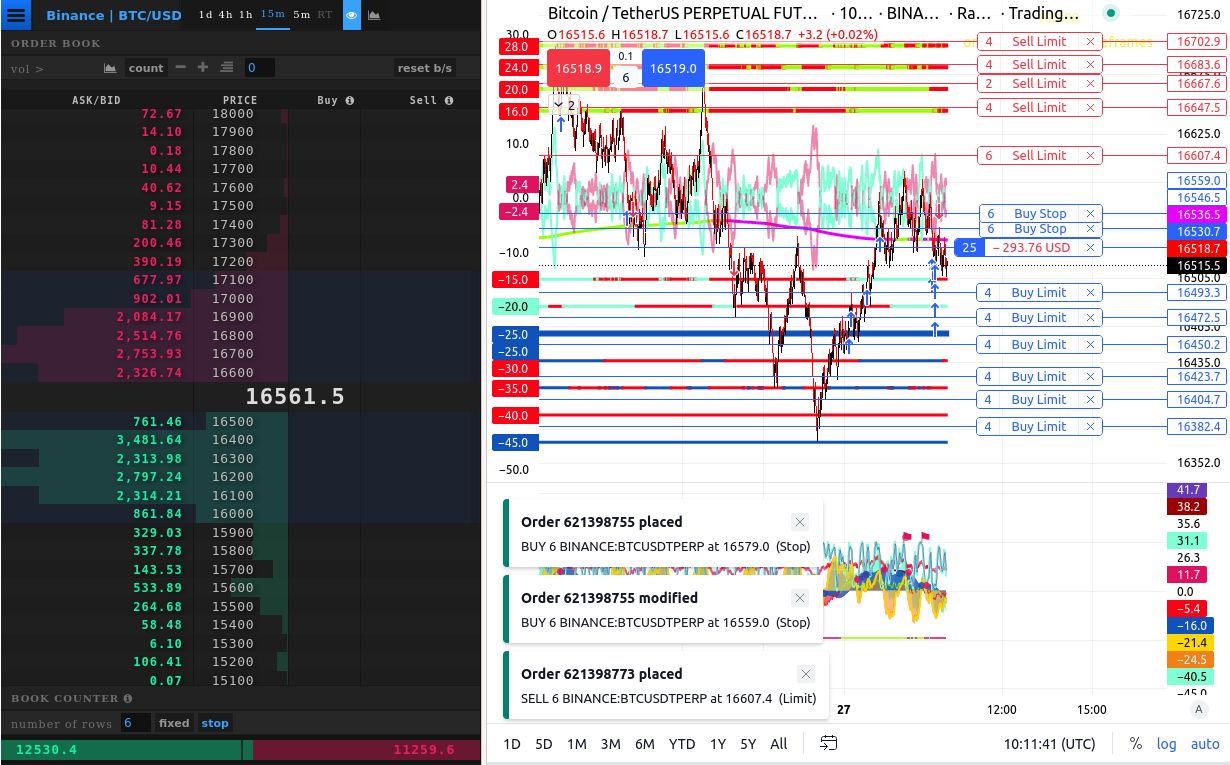 Binance | BTC/USD 1d 4h 1h 15m 5m RT
ORDER BOOK
vol count − + 0 reset b/s
ASK/BID PRICE Buy Sell
72.67 18000
14.10 17900
0.18 17800
10.44 17700
40.62 17600
9.15 17500
81.28 17400
200.46 17300
390.19 17200
677.97 17100
902.01 17000
2,084.17 16900
2,514.76 16800
2,753.93 16700
2,326.74 16600
16561.5
761.46 16500
3,481.64 16400
2,313.98 16300
2,797.24 16200
2,314.21 16100
861.84 16000
329.03 15900
337.78 15800
143.53 15700
533.89 15600
264.68 15500
58.48 15400
6.10 15300
106.41 15200
0.07 15100
BOOK COUNTER
number of rows 6 fixed stop
12530.4 11259.6
Bitcoin / TetherUS PERPETUAL FUT... · 10... · BINA... · Ra... · Trading...
O16515.6 H16518.7 L16515.6 C16518.7 +3.2 (+0.02%)
16518.9 0.1 6 16519.0
2
30.0
28.0
24.0
20.0
16.0
10.0
2.4
0.0
−2.4
−10.0
−15.0
−20.0
−25.0
−25.0
−30.0
−35.0
−40.0
−45.0
−50.0
16725.0
4 Sell Limit × 16702.9
4 Sell Limit × 16683.6
2 Sell Limit × 16667.6
4 Sell Limit × 16647.5
16625.0
6 Sell Limit × 16607.4
16559.0
16546.5
6 Buy Stop × 16536.5
6 Buy Stop × 16530.7
25 −293.76 USD × 16518.7
16515.5
16505.0
4 Buy Limit × 16493.3
4 Buy Limit × 16472.5
4 Buy Limit × 16450.2
16435.0
4 Buy Limit × 16423.7
4 Buy Limit × 16404.7
4 Buy Limit × 16382.4
16352.0
Order 621398755 placed ×
BUY 6 BINANCE:BTCUSDTPERP at 16579.0 (Stop)
Order 621398755 modified ×
BUY 6 BINANCE:BTCUSDTPERP at 16559.0 (Stop)
Order 621398773 placed ×
SELL 6 BINANCE:BTCUSDTPERP at 16607.4 (Limit)
41.7
38.2
35.6
31.1
26.3
11.7
0.0
−5.4
−16.0
−21.4
−24.5
−40.5
−45.0
27 12:00 15:00 A
1D 5D 1M 3M 6M YTD 1Y 5Y All 10:11:41 (UTC) % log auto